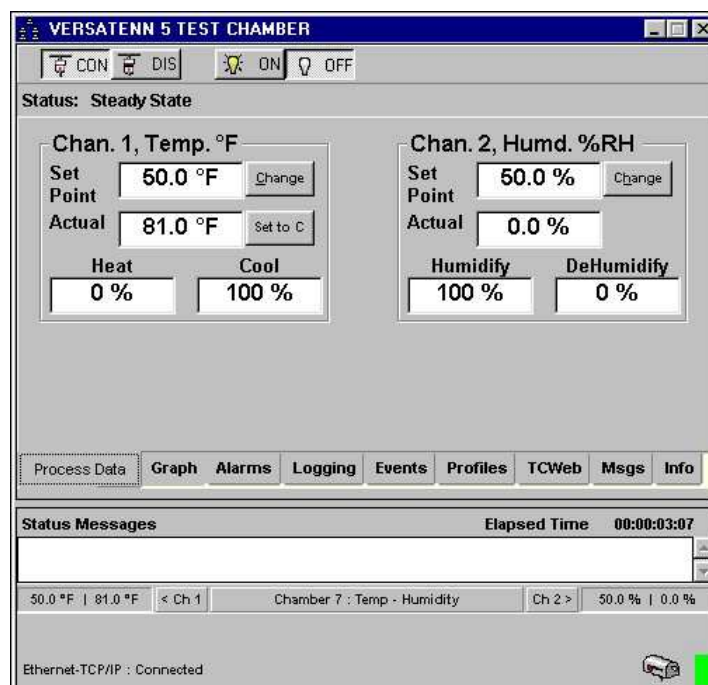 VERSATENN 5 TEST CHAMBER
CON DIS ON OFF
Status: Steady State
Chan. 1, Temp. °F
Set Point 50.0 °F Change
Actual 81.0 °F Set to C
Heat Cool
0 % 100 %
Chan. 2, Humd. %RH
Set Point 50.0 % Change
Actual 0.0 %
Humidify DeHumidify
100 % 0 %
Process Data Graph Alarms Logging Events Profiles TCWeb Msgs Info
Status Messages Elapsed Time 00:00:03:07
50.0 °F | 81.0 °F < Ch 1 Chamber 7 : Temp - Humidity Ch 2 > 50.0 % | 0.0 %
Ethernet-TCP/IP : Connected